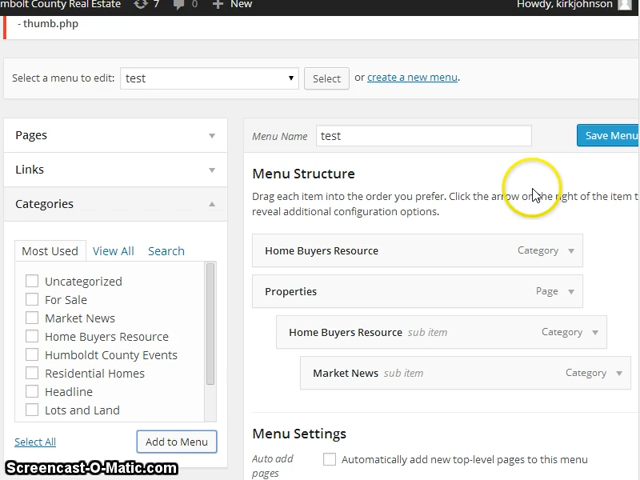 mbolt County Real Estate 7 0 + New Howdy, kirkjohnson
- thumb.php
Select a menu to edit: test Select or create a new menu.
Pages
Links
Categories
Most Used View All Search
Uncategorized
For Sale
Market News
Home Buyers Resource
Humboldt County Events
Residential Homes
Headline
Lots and Land
Select All Add to Menu
Menu Name test Save Menu
Menu Structure
Drag each item into the order you prefer. Click the arrow on the right of the item t
reveal additional configuration options.
Home Buyers Resource Category
Properties Page
Home Buyers Resource sub item Category
Market News sub item Category
Menu Settings
Auto add pages
Automatically add new top-level pages to this menu
Screencast-O-Matic.com